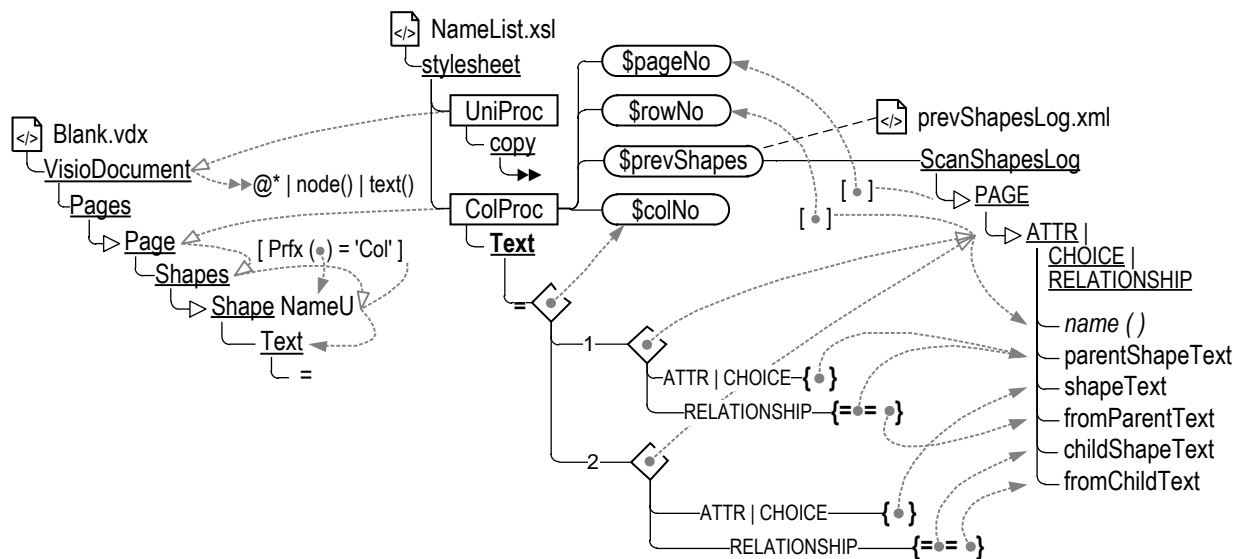 </> NameList.xsl
stylesheet
$pageNo
UniProc
$rowNo
</> prevShapesLog.xml
</> Blank.vdx
copy
VisioDocument
$prevShapes
ScanShapesLog
@* | node() | text()
[ ]
PAGE
Pages
ColProc
$colNo
[ ]
Page
[ Prfx ( ) = 'Col' ]
Text
ATTR |
CHOICE |
RELATIONSHIP
Shapes
Shape NameU
=
name ( )
Text
1
parentShapeText
=
ATTR | CHOICE { }
shapeText
RELATIONSHIP {= = }
fromParentText
childShapeText
2
fromChildText
ATTR | CHOICE { }
RELATIONSHIP {= = }